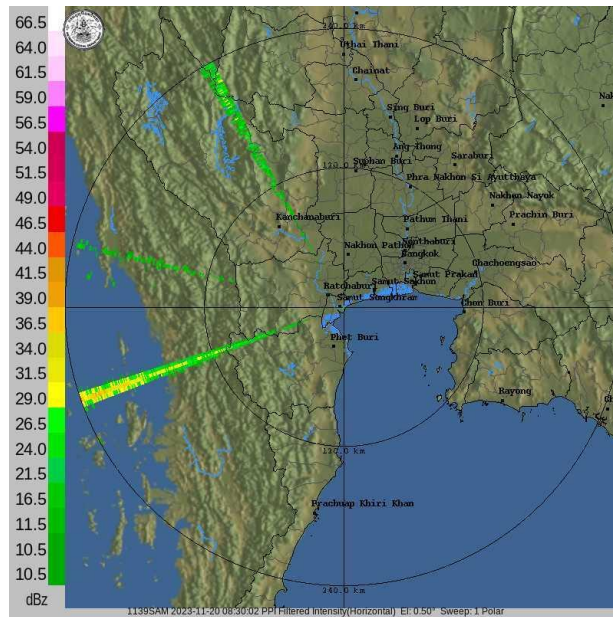 66.5
64.0
61.5
59.0
56.5
54.0
51.5
49.0
46.5
44.0
41.5
39.0
36.5
34.0
31.5
29.0
26.5
24.0
21.5
16.5
11.5
10.5
10.5
dBz
240.0 km
Uthai Thani
Chainat
Sing Buri
Lop Buri
Ang Thong
Saraburi
120.0 km
Suphan Buri
Phra Nakhon Si Ayutthaya
Nakhon Nayok
Kanchanaburi
Pathum Thani
Prachin Buri
Nonthaburi
Nakhon Pathom
Bangkok
Chachoengsao
Samut Prakan
Samut Sakhon
Ratchaburi
Samut Songkhram
Chon Buri
Phet Buri
Rayong
120.0 km
Prachuap Khiri Khan
240.0 km
1139SAM 2023-11-20 08:30:02 PPI Filtered Intensity(Horizontal) El: 0.50° Sweep: 1 Polar